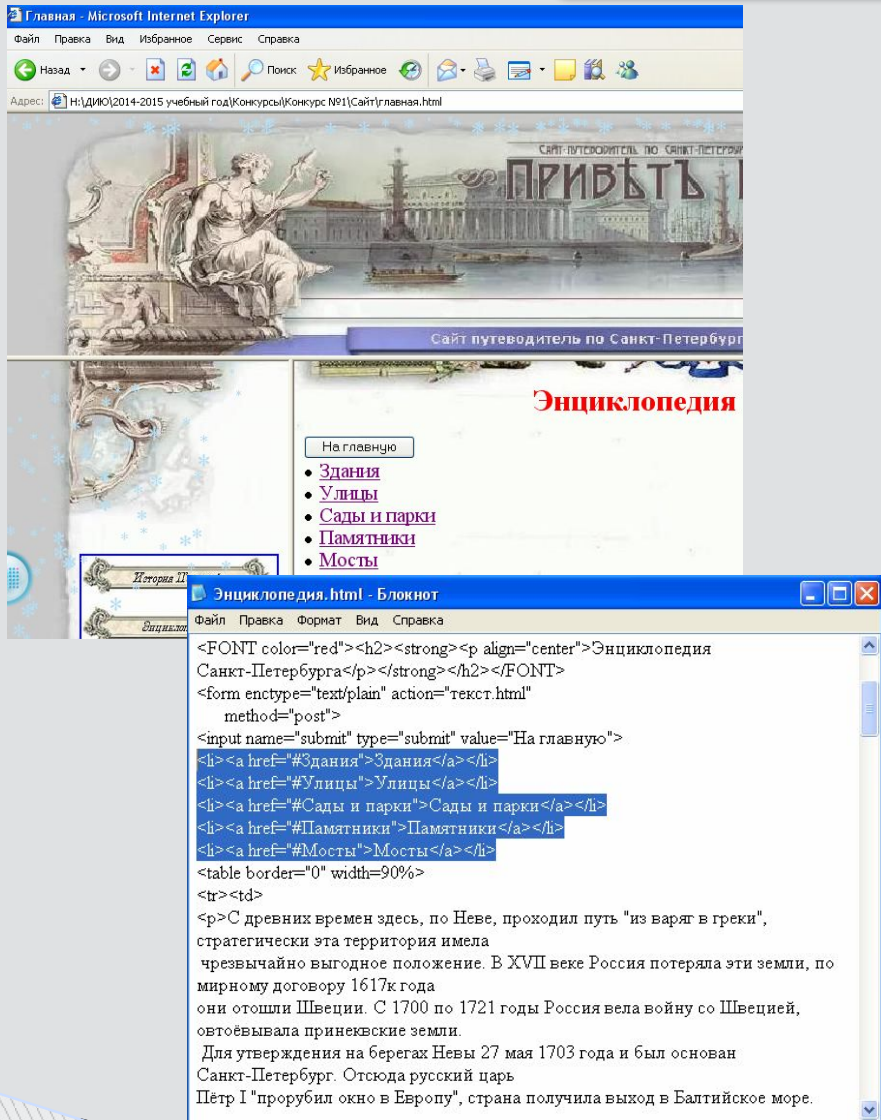 Главная - Microsoft Internet Explorer
Файл Правка Вид Избранное Сервис Справка
Назад Поиск Избранное
Адрес: H:\ДИЮ\2014-2015 учебный год\Конкурсы\Конкурс №1\Сайт\главная.html
САЙТ-ПУТЕВОДИТЕЛЬ ПО САНКТ-ПЕТЕРБУР
ПРИВѢТЪ
Сайт путеводитель по Санкт-Петербург
Энциклопедия
На главную
Здания
Улицы
Сады и парки
Памятники
Мосты
История
Энцикло
Энциклопедия.html - Блокнот
Файл Правка Формат Вид Справка
<FONT color="red"><h2><strong><p align="center">Энциклопедия
Санкт-Петербурга</p></strong></h2></FONT>
<form enctype="text/plain" action="текст.html"
method="post">
<input name="submit" type="submit" value="На главную">
<li><a href="#Здания">Здания</a></li>
<li><a href="#Улицы">Улицы</a></li>
<li><a href="#Сады и парки">Сады и парки</a></li>
<li><a href="#Памятники">Памятники</a></li>
<li><a href="#Мосты">Мосты</a></li>
<table border="0" width=90%>
<tr><td>
<p>С древних времен здесь, по Неве, проходил путь "из варяг в греки",
стратегически эта территория имела
чрезвычайно выгодное положение. В XVII веке Россия потеряла эти земли, по
мирному договору 1617к года
они отошли Швеции. С 1700 по 1721 годы Россия вела войну со Швецией,
овтоёвывала принеквские земли.
Для утверждения на берегах Невы 27 мая 1703 года и был основан
Санкт-Петербург. Отсюда русский царь
Пётр I "прорубил окно в Европу", страна получила выход в Балтийское море.